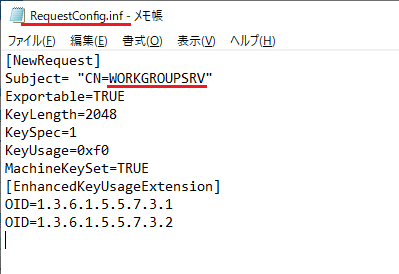 RequestConfig.inf - メモ帳
ファイル(F) 編集(E) 書式(O) 表示(V) ヘルプ(H)
[NewRequest]
Subject= "CN=WORKGROUPSRV"
Exportable=TRUE
KeyLength=2048
KeySpec=1
KeyUsage=0xf0
MachineKeySet=TRUE
[EnhancedKeyUsageExtension]
OID=1.3.6.1.5.5.7.3.1
OID=1.3.6.1.5.5.7.3.2